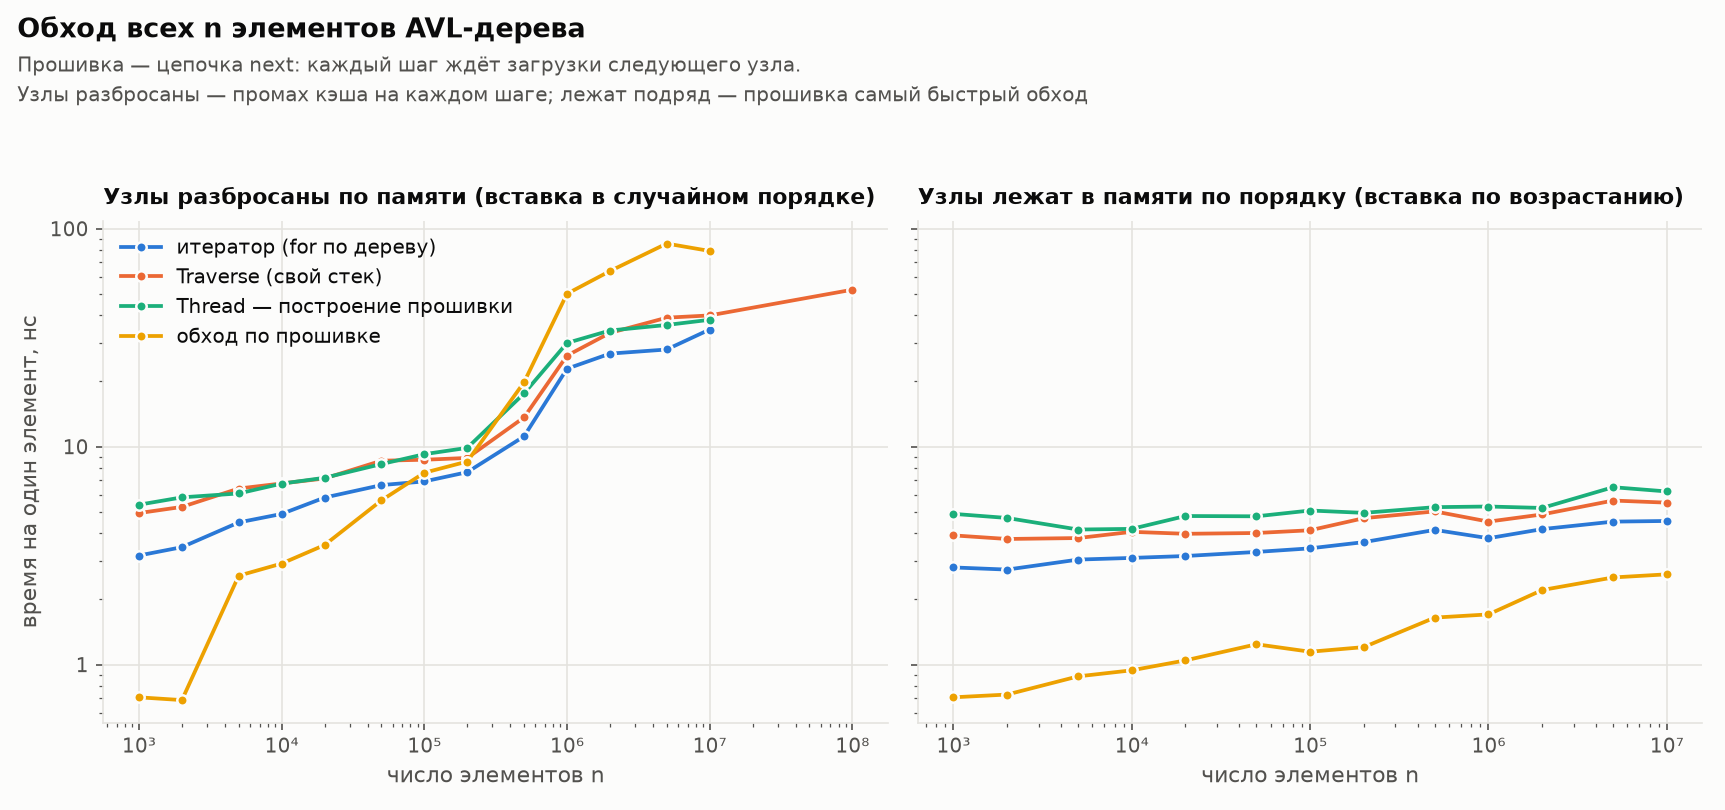 Обход всех n элементов AVL-дерева
Прошивка — цепочка next: каждый шаг ждёт загрузки следующего узла.
Узлы разбросаны — промах кэша на каждом шаге; лежат подряд — прошивка самый быстрый обход
Узлы разбросаны по памяти (вставка в случайном порядке)
итератор (for по дереву)
Traverse (свой стек)
Thread — построение прошивки
обход по прошивке
время на один элемент, нс
100
10
1
10³ 10⁴ 10⁵ 10⁶ 10⁷ 10⁸
число элементов n
Узлы лежат в памяти по порядку (вставка по возрастанию)
10³ 10⁴ 10⁵ 10⁶ 10⁷
число элементов n